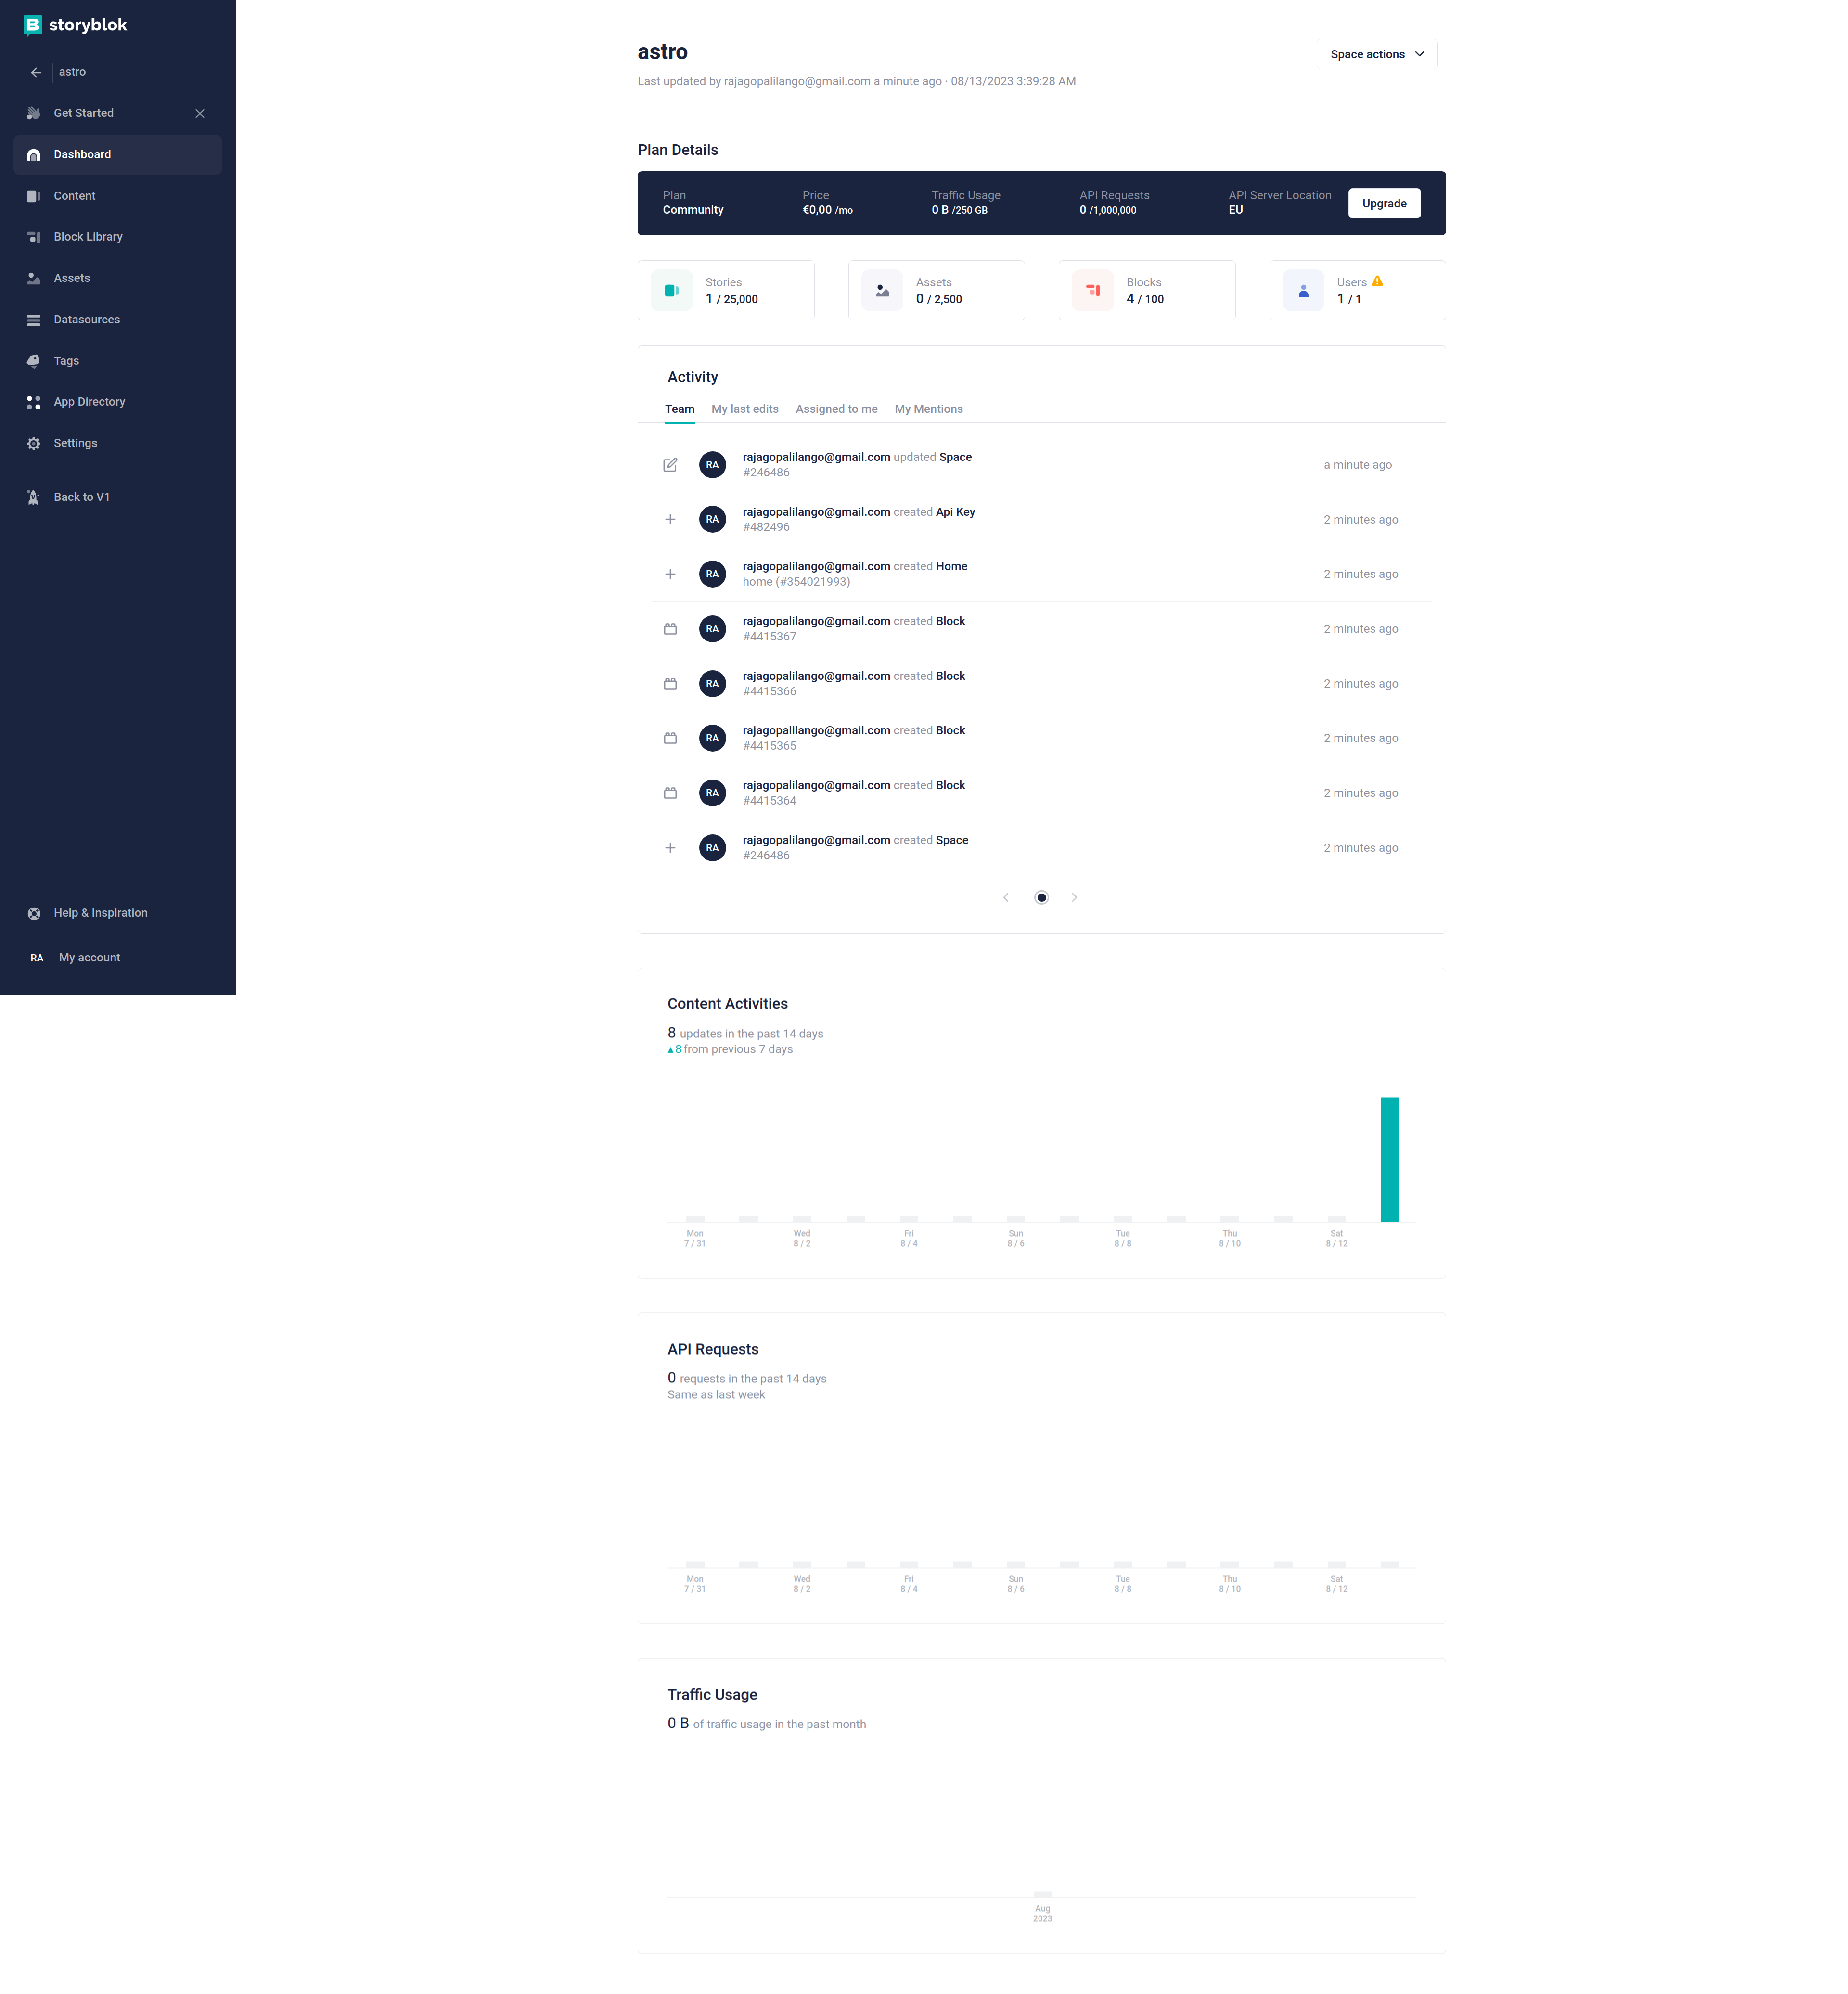 storyblok
astro
Get Started
Dashboard
Content
Block Library
Assets
Datasources
Tags
App Directory
Settings
Back to V1
Help & Inspiration
RA My account
astro
Space actions
Last updated by rajagopalilango@gmail.com a minute ago · 08/13/2023 3:39:28 AM
Plan Details
Plan Price Traffic Usage API Requests API Server Location
Community €0,00 /mo 0 B /250 GB 0 /1,000,000 EU
Upgrade
Stories Assets Blocks Users
1 / 25,000 0 / 2,500 4 / 100 1 / 1
Activity
Team My last edits Assigned to me My Mentions
RA rajagopalilango@gmail.com updated Space a minute ago
#246486
RA rajagopalilango@gmail.com created Api Key 2 minutes ago
#482496
RA rajagopalilango@gmail.com created Home 2 minutes ago
home (#354021993)
RA rajagopalilango@gmail.com created Block 2 minutes ago
#4415367
RA rajagopalilango@gmail.com created Block 2 minutes ago
#4415366
RA rajagopalilango@gmail.com created Block 2 minutes ago
#4415365
RA rajagopalilango@gmail.com created Block 2 minutes ago
#4415364
RA rajagopalilango@gmail.com created Space 2 minutes ago
#246486
Content Activities
8 updates in the past 14 days
▲8 from previous 7 days
Mon Wed Fri Sun Tue Thu Sat
7 / 31 8 / 2 8 / 4 8 / 6 8 / 8 8 / 10 8 / 12
API Requests
0 requests in the past 14 days
Same as last week
Mon Wed Fri Sun Tue Thu Sat
7 / 31 8 / 2 8 / 4 8 / 6 8 / 8 8 / 10 8 / 12
Traffic Usage
0 B of traffic usage in the past month
Aug
2023